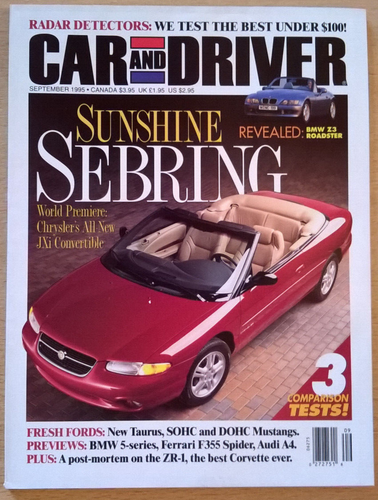 RADAR DETECTORS: WE TEST THE BEST UNDER $100!
CAR AND DRIVER
SEPTEMBER 1995 • CANADA $3.95 UK £1.95 US $2.95
SUNSHINE
SEBRING
REVEALED: BMW Z3
ROADSTER
World Premiere:
Chrysler's All New
JXi Convertible
3
COMPARISON
TESTS!
FRESH FORDS: New Taurus, SOHC and DOHC Mustangs.
PREVIEWS: BMW 5-series, Ferrari F355 Spider, Audi A4.
PLUS: A post-mortem on the ZR-1, the best Corvette ever.
09